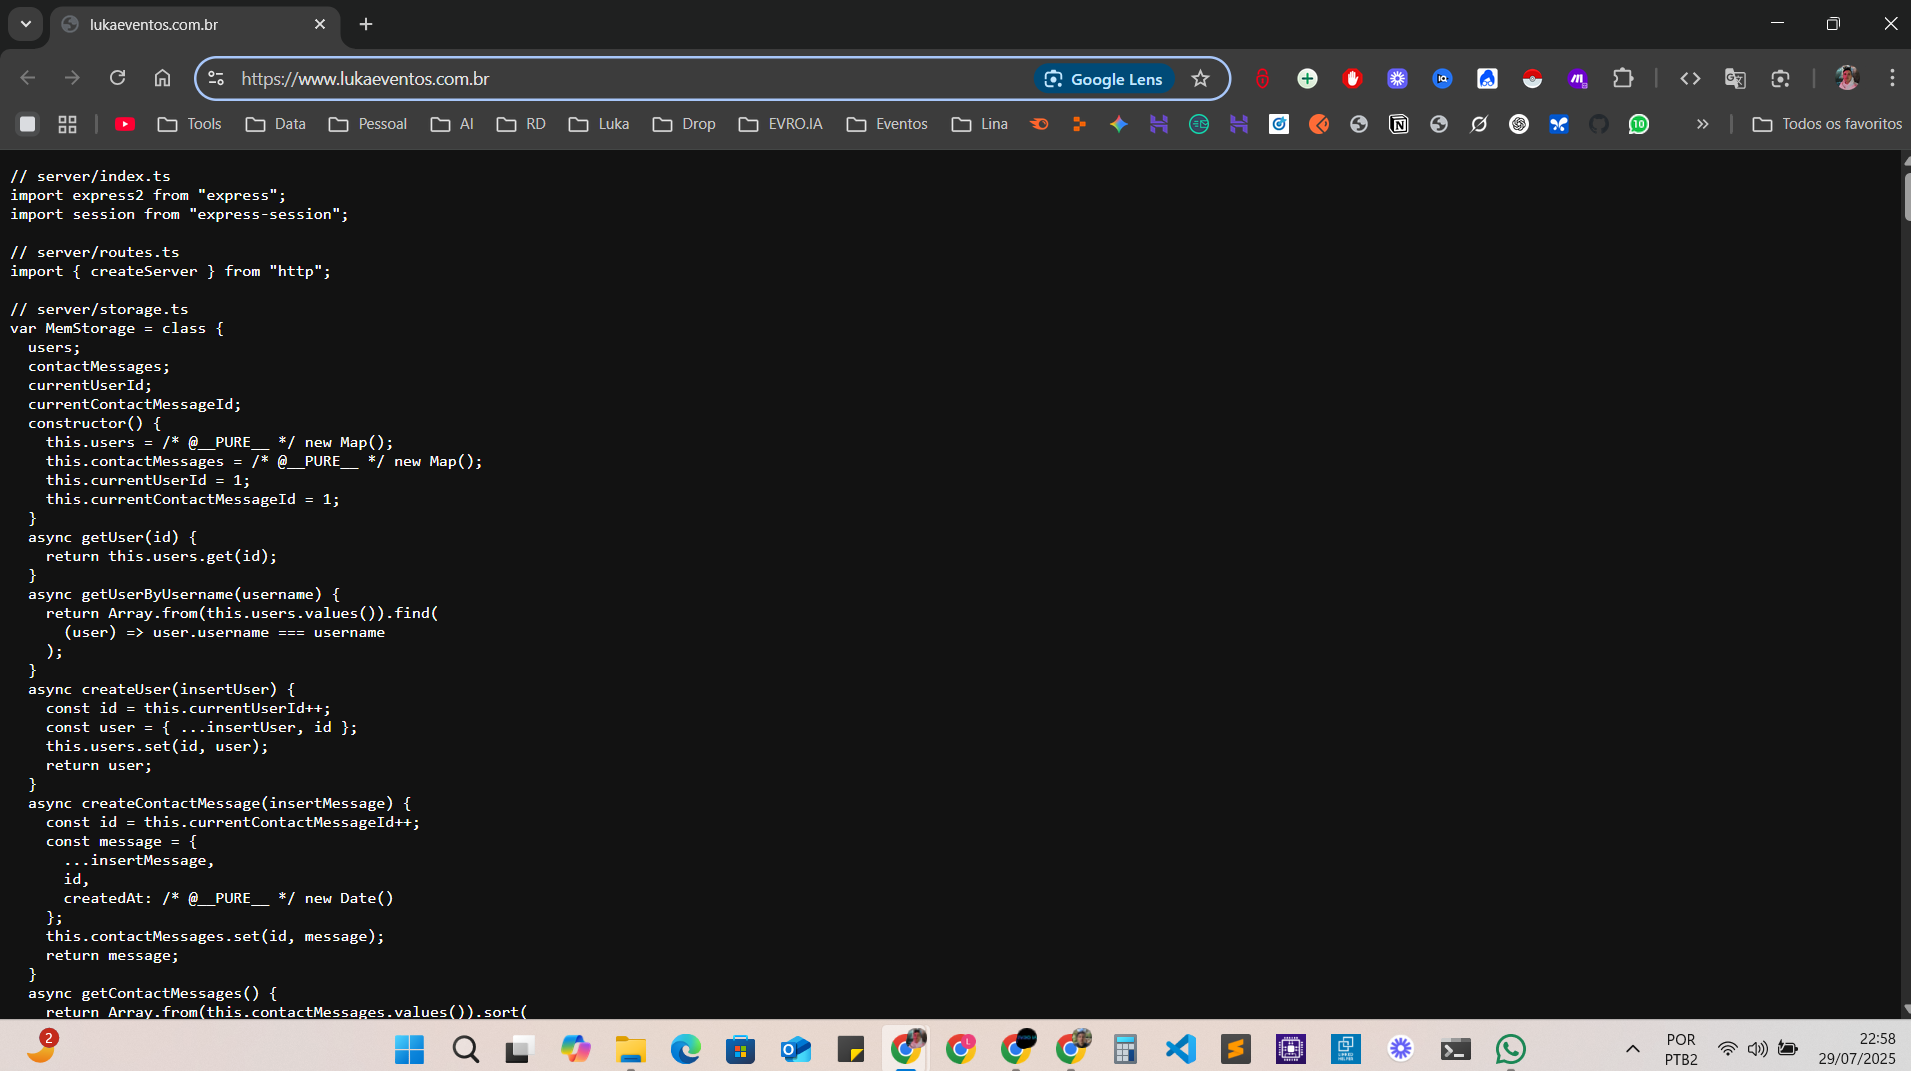 lukaeventos.com.br
https://www.lukaeventos.com.br
Google Lens
Tools
Data
Pessoal
AI
RD
Luka
Drop
EVRO.IA
Eventos
Lina
Todos os favoritos
// server/index.ts
import express2 from "express";
import session from "express-session";
// server/routes.ts
import { createServer } from "http";
// server/storage.ts
var MemStorage = class {
users;
contactMessages;
currentUserId;
currentContactMessageId;
constructor() {
this.users = /* @__PURE__ */ new Map();
this.contactMessages = /* @__PURE__ */ new Map();
this.currentUserId = 1;
this.currentContactMessageId = 1;
}
async getUser(id) {
return this.users.get(id);
}
async getUserByUsername(username) {
return Array.from(this.users.values()).find(
(user) => user.username === username
);
}
async createUser(insertUser) {
const id = this.currentUserId++;
const user = { ...insertUser, id };
this.users.set(id, user);
return user;
}
async createContactMessage(insertMessage) {
const id = this.currentContactMessageId++;
const message = {
...insertMessage,
id,
createdAt: /* @__PURE__ */ new Date()
};
this.contactMessages.set(id, message);
return message;
}
async getContactMessages() {
return Array.from(this.contactMessages.values()).sort(
2
POR
PTB2
22:58
29/07/2025